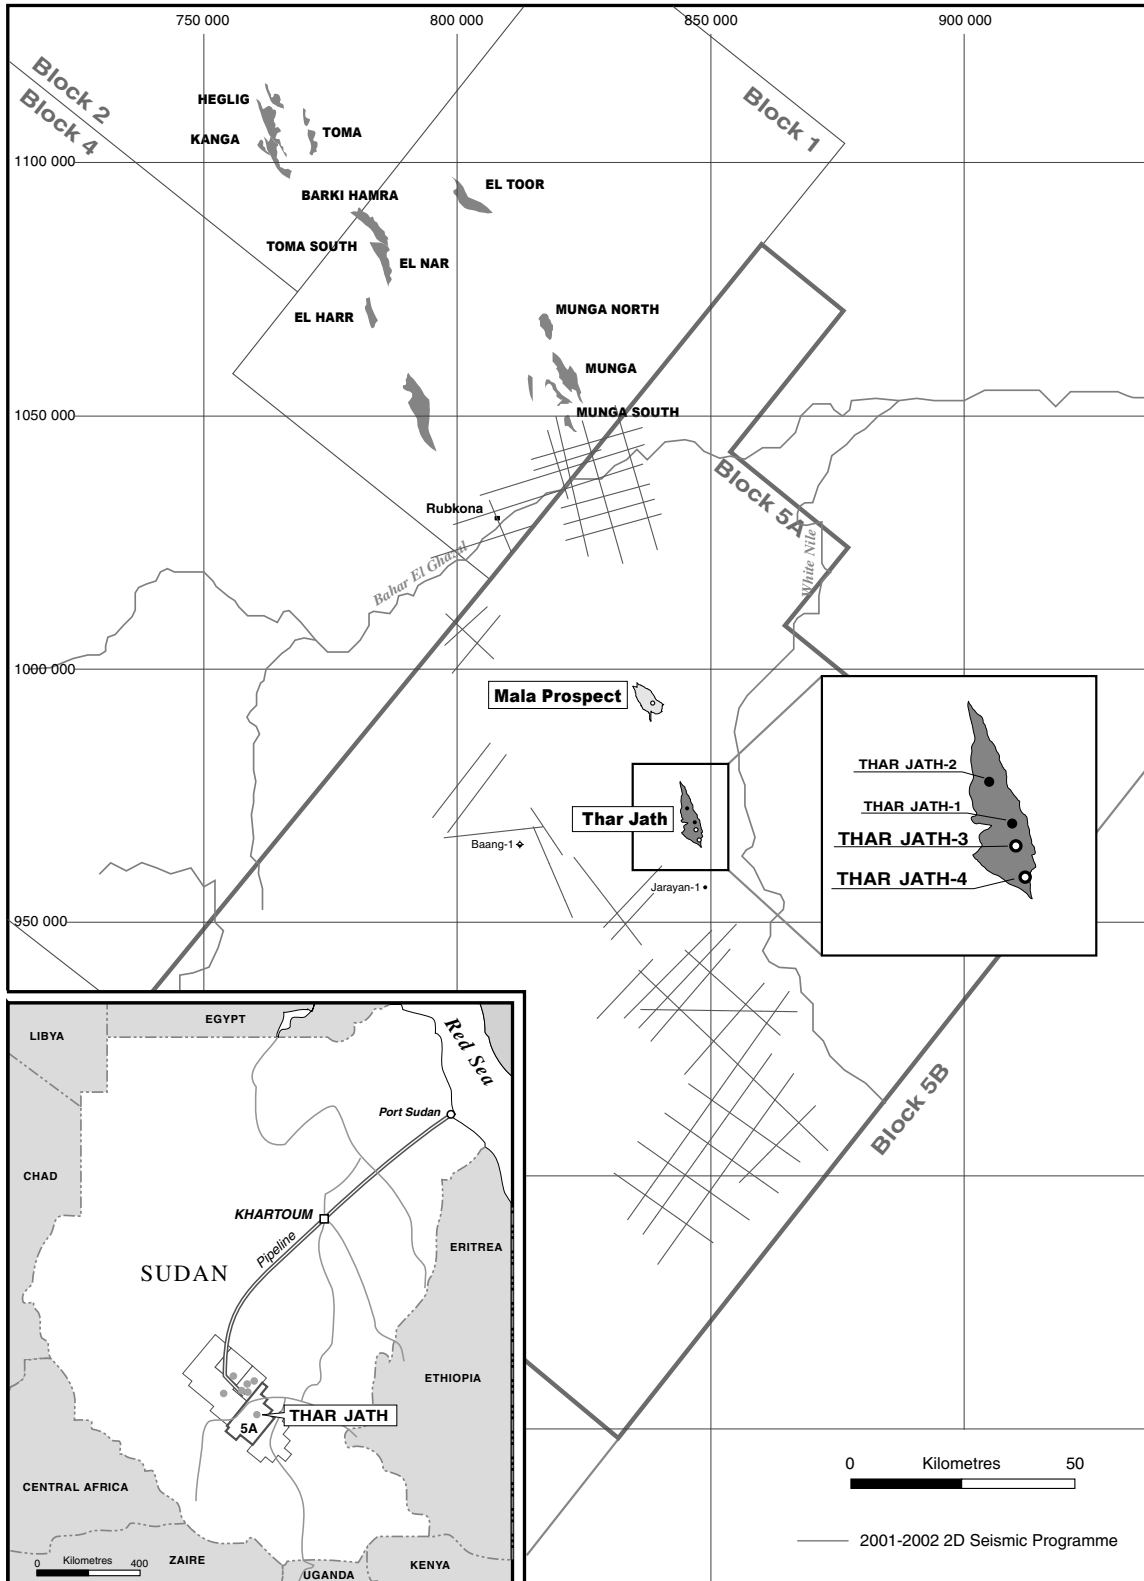 750 000
800 000
850 000
900 000
Block 2
Block 4
Block 1
HEGLIG
KANGA
TOMA
1100 000
BARKI HAMRA
EL TOOR
TOMA SOUTH
EL NAR
EL HARR
MUNGA NORTH
MUNGA
MUNGA SOUTH
1050 000
Block 5A
Rubkona
Bahar El Ghazal
White Nile
1000 000
Mala Prospect
Thar Jath
THAR JATH-2
THAR JATH-1
THAR JATH-3
THAR JATH-4
Baang-1
Jarayan-1
950 000
Block 5B
LIBYA
EGYPT
Red Sea
Port Sudan
CHAD
KHARTOUM
Pipeline
ERITREA
SUDAN
ETHIOPIA
THAR JATH
5A
CENTRAL AFRICA
ZAIRE
UGANDA
KENYA
0 Kilometres 400
0 Kilometres 50
2001-2002 2D Seismic Programme